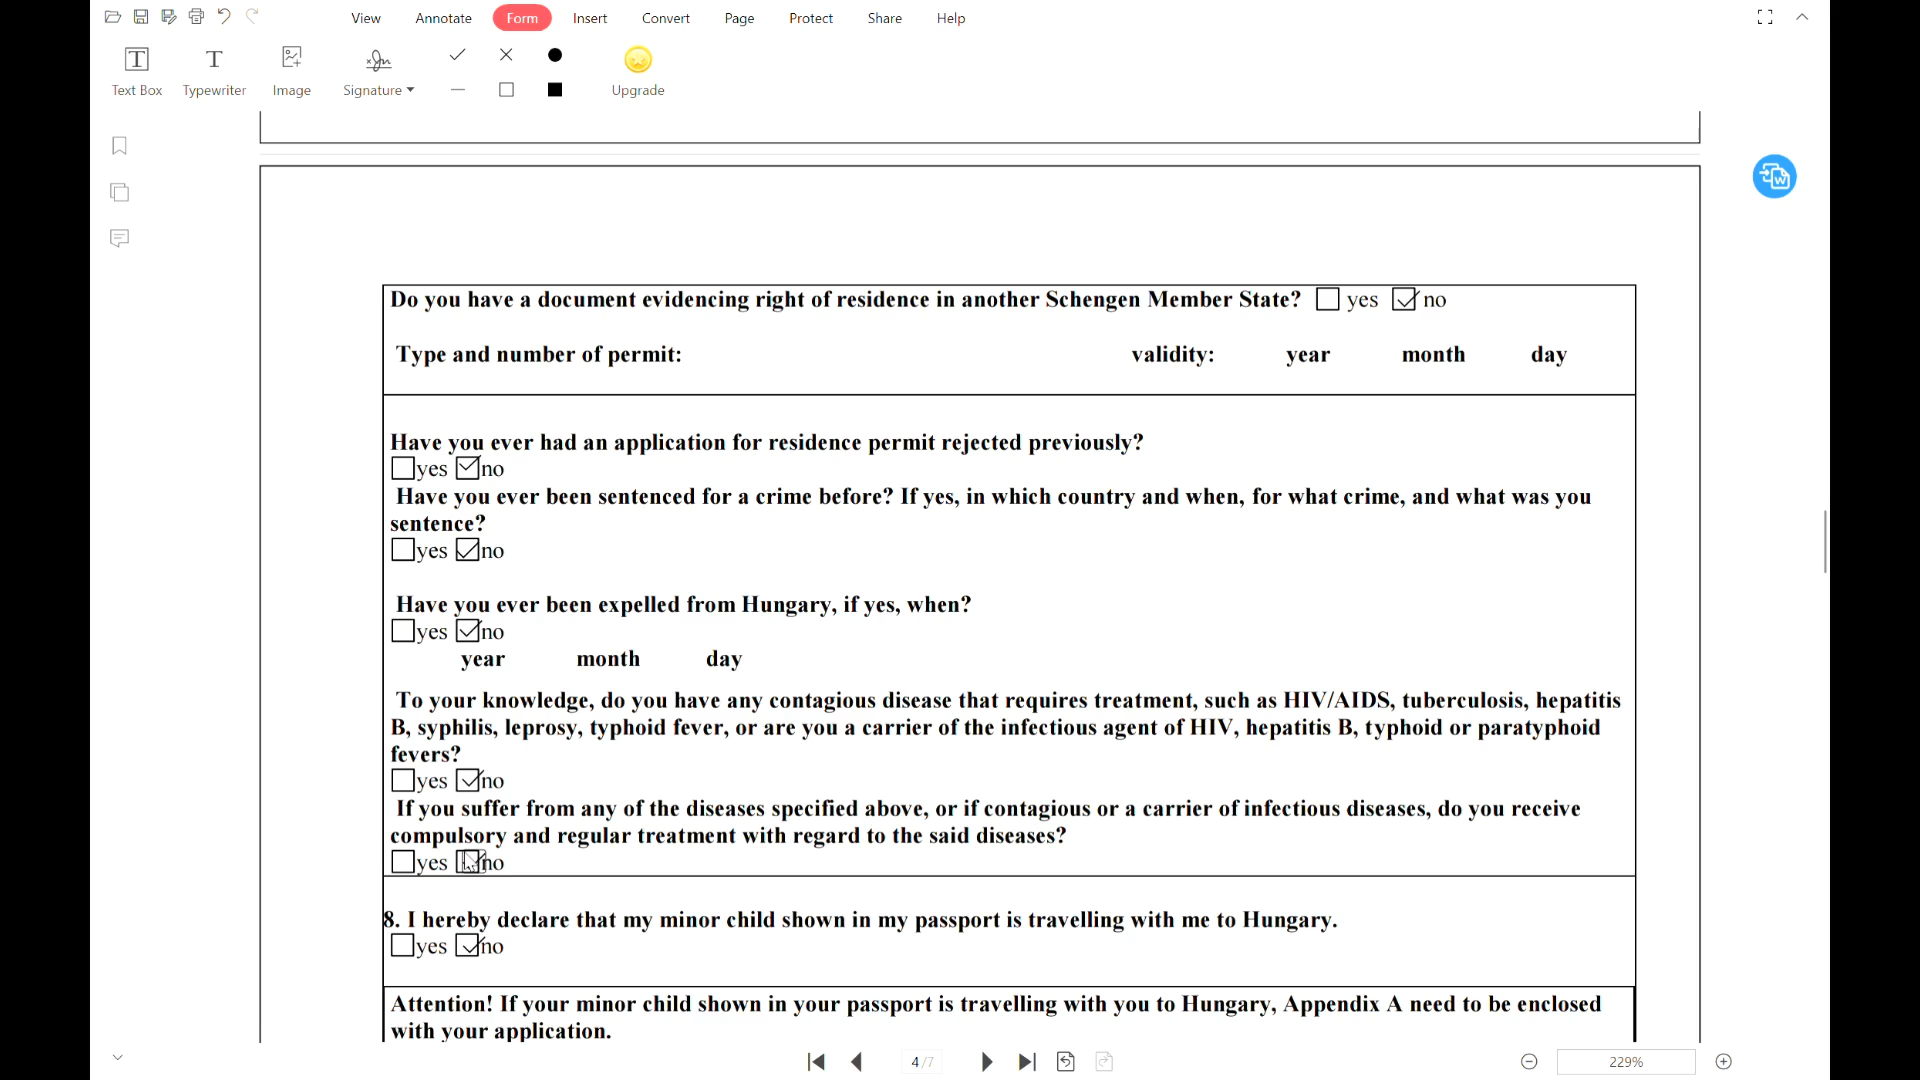 View Annotate Form Insert Convert Page Protect Share Help
Text Box Typewriter Image Signature Upgrade
Do you have a document evidencing right of residence in another Schengen Member State? yes no
Type and number of permit: validity: year month day
Have you ever had an application for residence permit rejected previously?
yes no
Have you ever been sentenced for a crime before? If yes, in which country and when, for what crime, and what was you
sentence?
yes no
Have you ever been expelled from Hungary, if yes, when?
yes no
year month day
To your knowledge, do you have any contagious disease that requires treatment, such as HIV/AIDS, tuberculosis, hepatitis
B, syphilis, leprosy, typhoid fever, or are you a carrier of the infectious agent of HIV, hepatitis B, typhoid or paratyphoid
fevers?
yes no
If you suffer from any of the diseases specified above, or if contagious or a carrier of infectious diseases, do you receive
compulsory and regular treatment with regard to the said diseases?
yes no
8. I hereby declare that my minor child shown in my passport is travelling with me to Hungary.
yes no
Attention! If your minor child shown in your passport is travelling with you to Hungary, Appendix A need to be enclosed
with your application.
4/7 229%